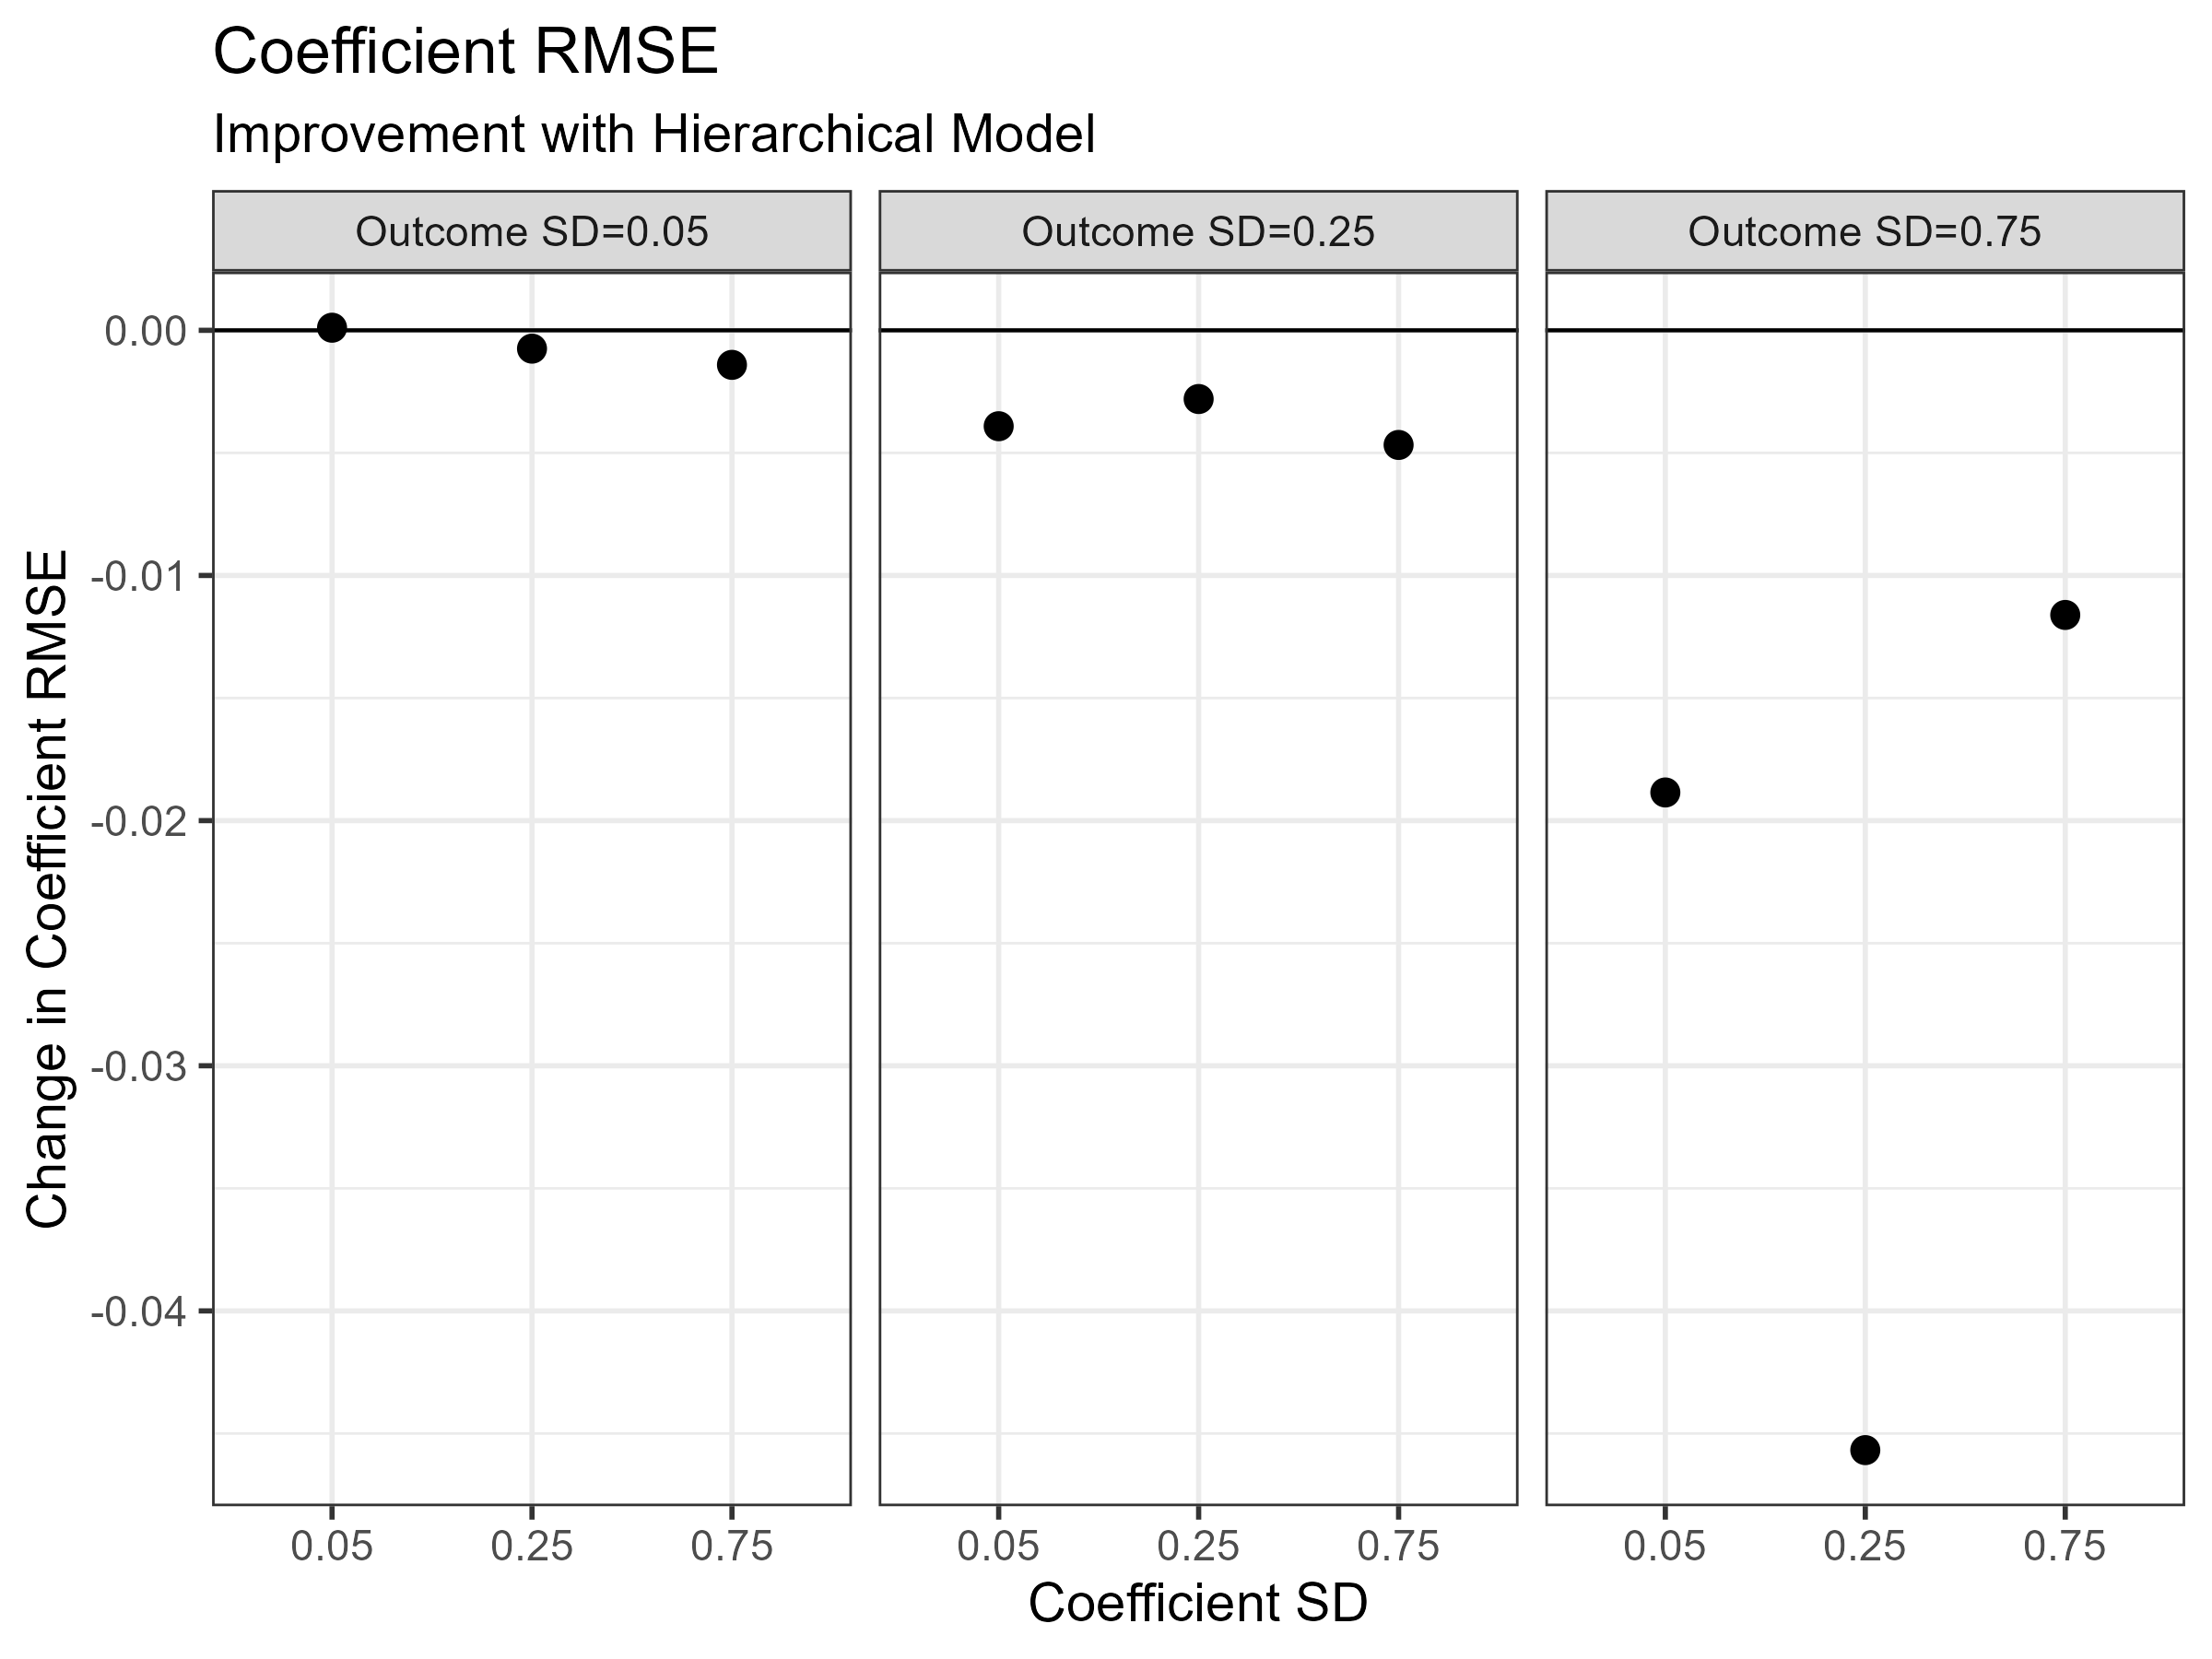 Coefficient RMSE
Improvement with Hierarchical Model
Outcome SD=0.05
Outcome SD=0.25
Outcome SD=0.75
Change in Coefficient RMSE
0.00
-0.01
-0.02
-0.03
-0.04
0.05 0.25 0.75
0.05 0.25 0.75
0.05 0.25 0.75
Coefficient SD